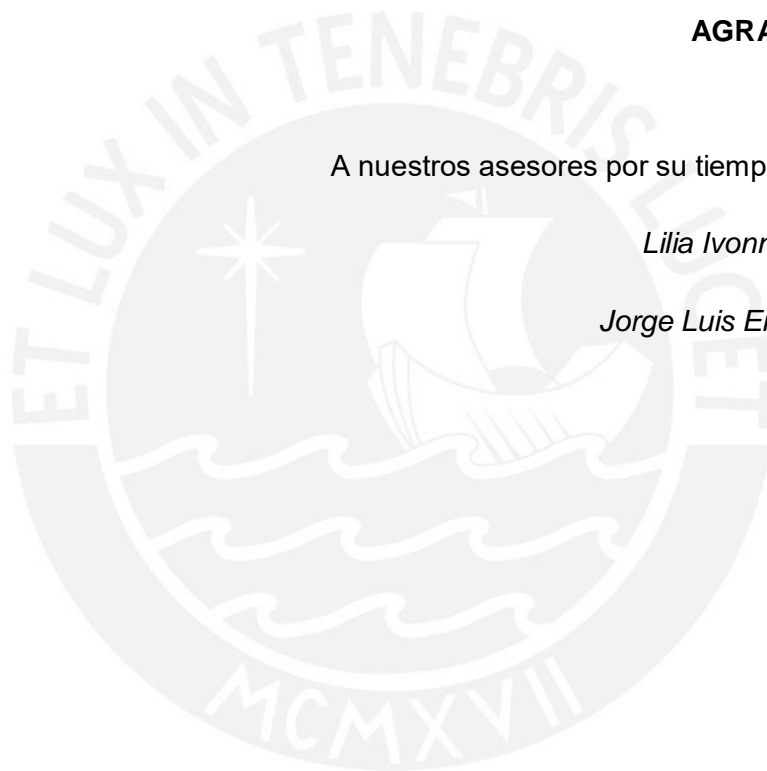 AGRA
A nuestros asesores por su tiemp
Lilia Ivonn
Jorge Luis E
ET LUX IN TENEBRIS LUCET
MCMXVII